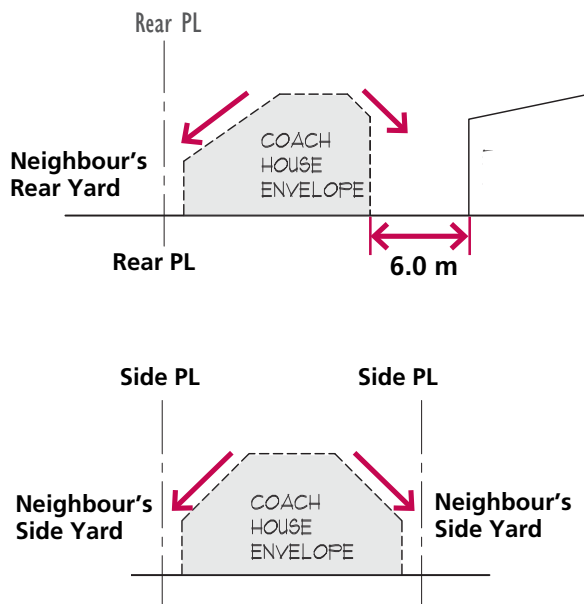 Rear PL
COACH
HOUSE
ENVELOPE
Neighbour's
Rear Yard
Rear PL
6.0 m
Side PL
Side PL
Neighbour's
Side Yard
COACH
HOUSE
ENVELOPE
Neighbour's
Side Yard